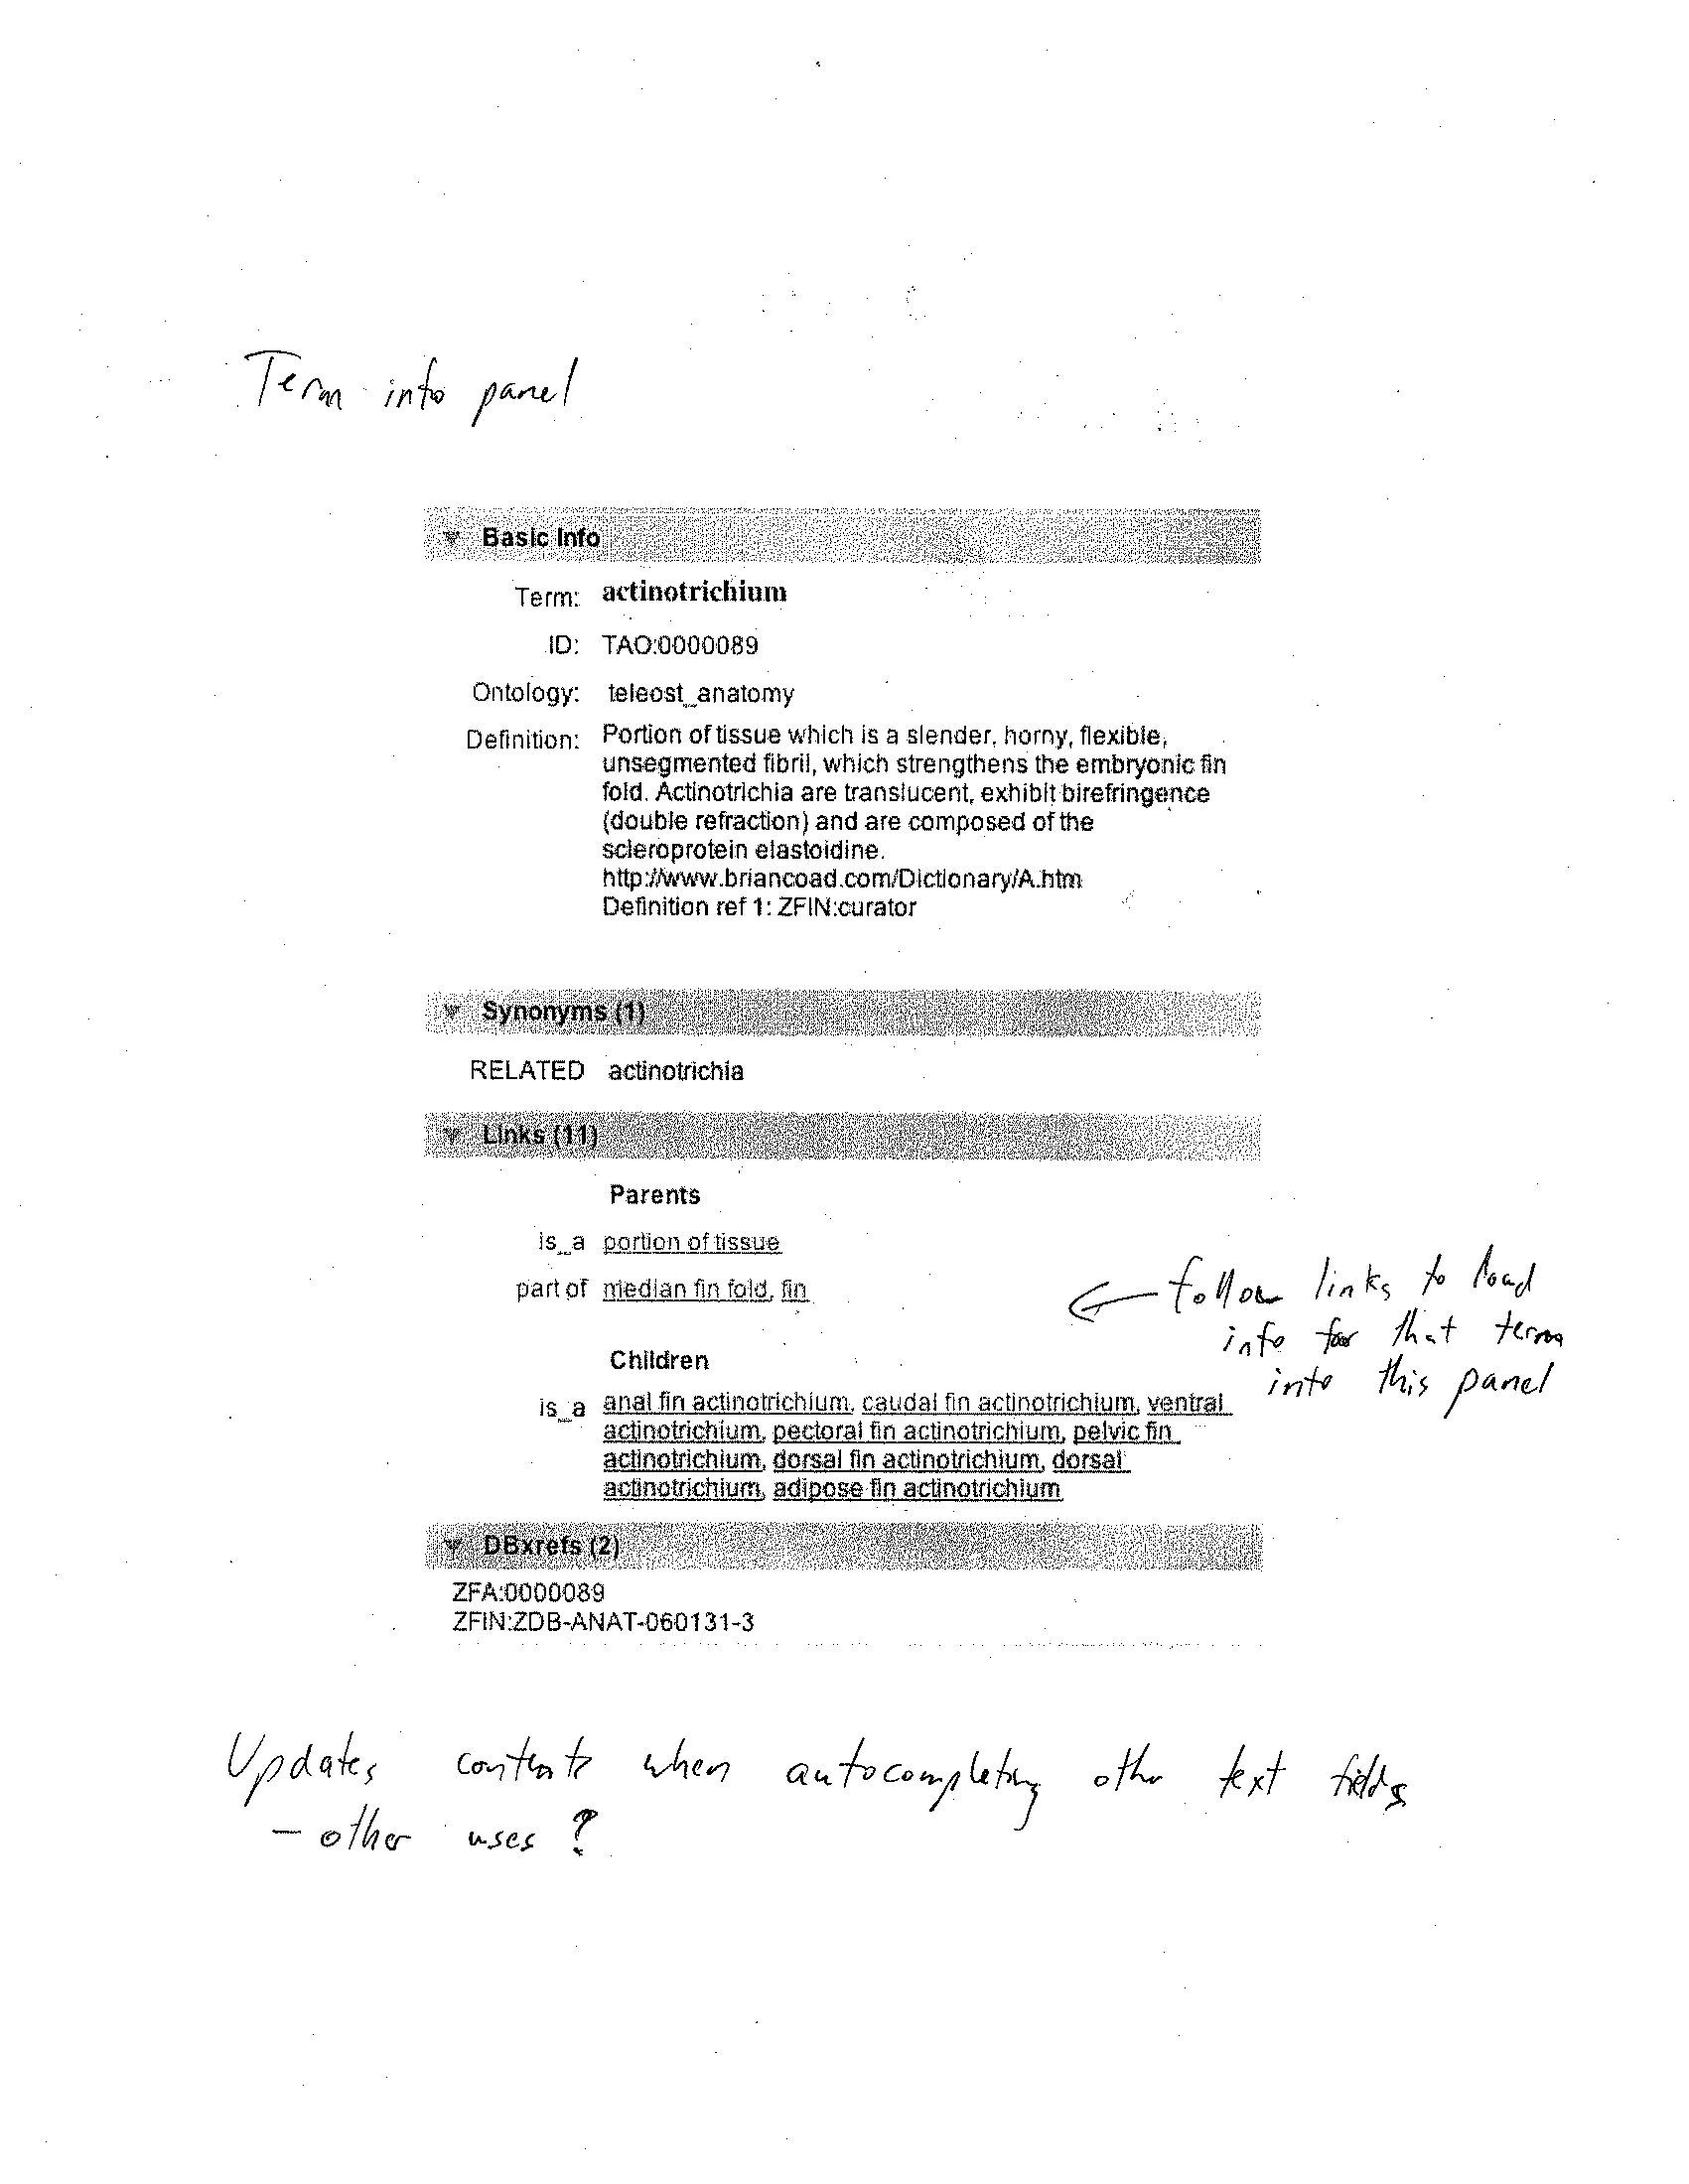 Term info panel
Basic Info
Term: actinotrichium
ID: TAO:0000089
Ontology: teleost_anatomy
Definition: Portion of tissue which is a slender, horny, flexible,
unsegmented fibril, which strengthens the embryonic fin
fold. Actinotrichia are translucent, exhibit birefringence
(double refraction) and are composed of the
scleroprotein elastoidine.
http://www.briancoad.com/Dictionary/A.htm
Definition ref 1: ZFIN:curator
Synonyms (1)
RELATED actinotrichia
Links (11)
Parents
is_a portion of tissue
part of median fin fold, fin
follow links to load
info for that term
into this panel
Children
is_a anal fin actinotrichium, caudal fin actinotrichium, ventral
actinotrichium, pectoral fin actinotrichium, pelvic fin
actinotrichium, dorsal fin actinotrichium, dorsal
actinotrichium, adipose fin actinotrichium
DBxrefs (2)
ZFA:0000089
ZFIN:ZDB-ANAT-060131-3
Updates contents when autocompleting other text fields
- other uses?